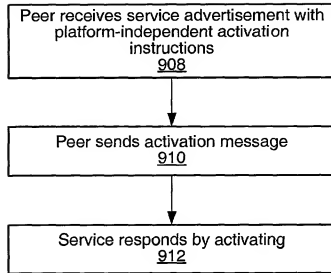 Peer receives service advertisement with
platform-independent activation
instructions
908
Peer sends activation message
910
Service responds by activating
912